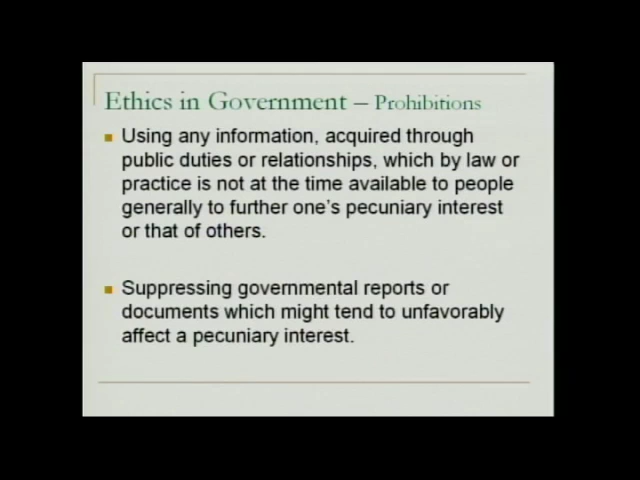 Ethics in Government – Prohibitions
Using any information, acquired through
public duties or relationships, which by law or
practice is not at the time available to people
generally to further one's pecuniary interest
or that of others.
Suppressing governmental reports or
documents which might tend to unfavorably
affect a pecuniary interest.